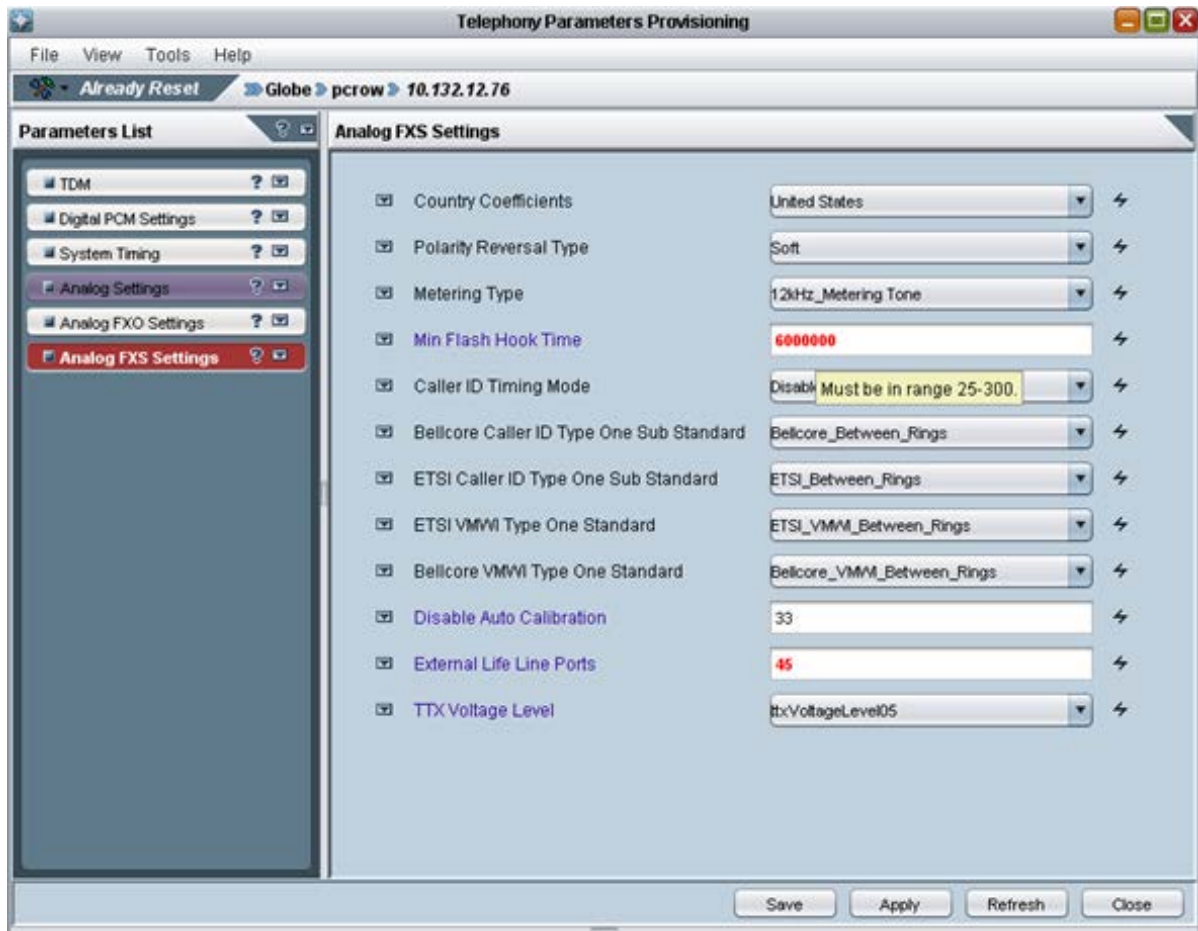 Telephony Parameters Provisioning
File View Tools Help
Already Reset Globe pcrow 10.132.12.76
Parameters List
TDM ?
Digital PCM Settings ?
System Timing ?
Analog Settings ?
Analog FXO Settings ?
Analog FXS Settings ?
Analog FXS Settings
Country Coefficients United States
Polarity Reversal Type Soft
Metering Type 12kHz_Metering Tone
Min Flash Hook Time 6000000
Caller ID Timing Mode Disabl
Must be in range 25-300.
Bellcore Caller ID Type One Sub Standard Bellcore_Between_Rings
ETSI Caller ID Type One Sub Standard ETSI_Between_Rings
ETSI VMWI Type One Standard ETSI_VMWI_Between_Rings
Bellcore VMWI Type One Standard Bellcore_VMWI_Between_Rings
Disable Auto Calibration 33
External Life Line Ports 45
TTX Voltage Level ttxVoltageLevel05
Save Apply Refresh Close